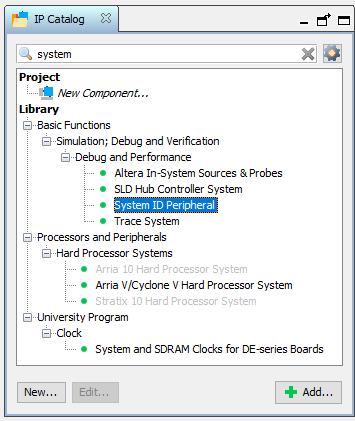 IP Catalog
system
Project
New Component...
Library
Basic Functions
Simulation; Debug and Verification
Debug and Performance
Altera In-System Sources & Probes
SLD Hub Controller System
System ID Peripheral
Trace System
Processors and Peripherals
Hard Processor Systems
Arria 10 Hard Processor System
Arria V/Cyclone V Hard Processor System
Stratix 10 Hard Processor System
University Program
Clock
System and SDRAM Clocks for DE-series Boards
New... Edit... Add...